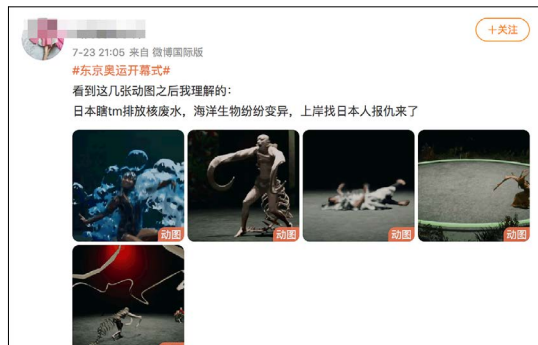 +关注
7-23 21:05 来自 微博国际版
#东京奥运开幕式#
看到这几张动图之后我理解的：
日本瞎tm排放核废水，海洋生物纷纷变异，上岸找日本人报仇来了
动图
动图
动图
动图
动图